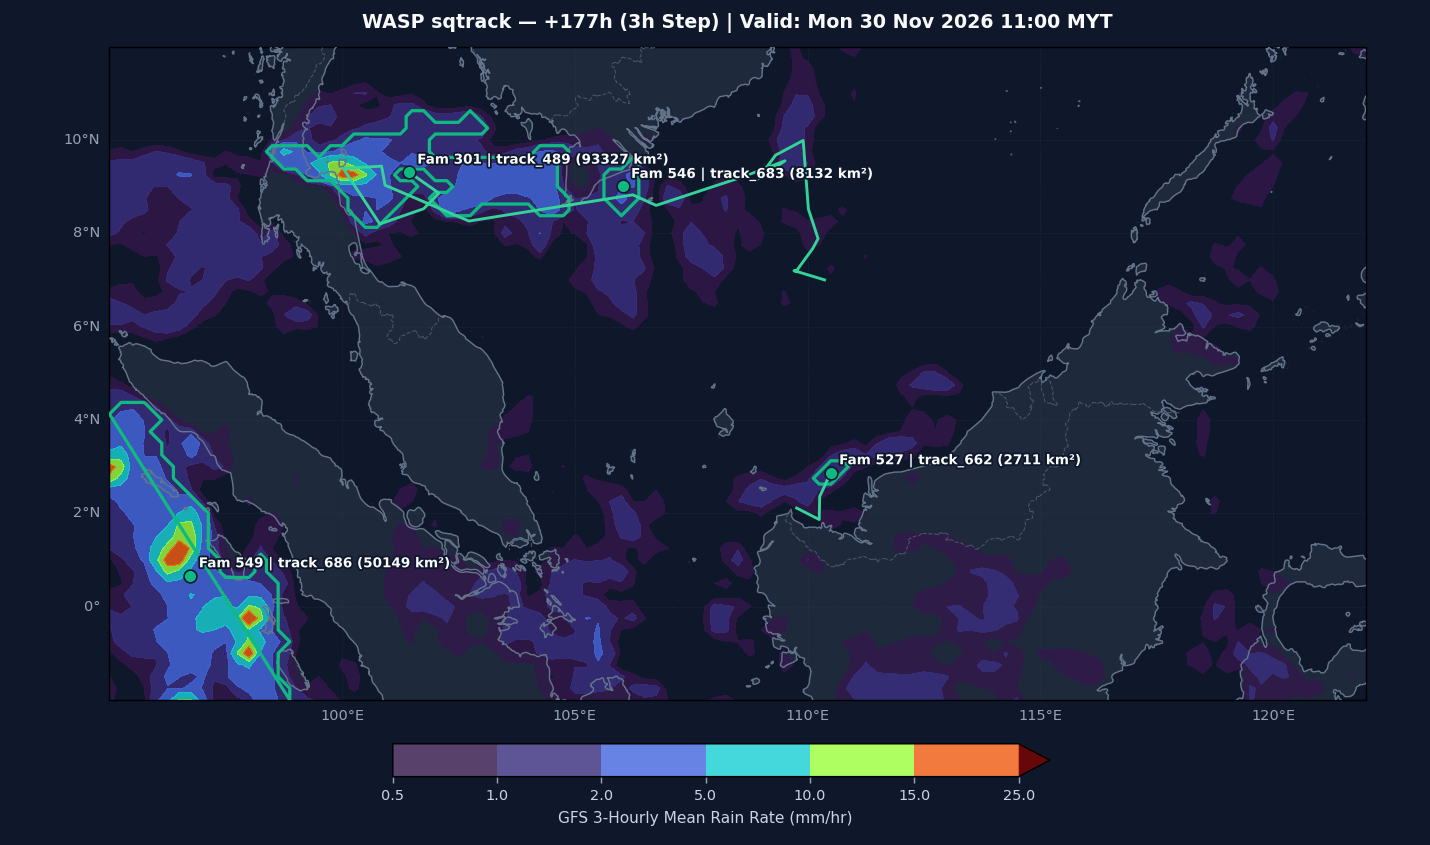 WASP sqtrack — +177h (3h Step) | Valid: Mon 30 Nov 2026 11:00 MYT
10°N
8°N
6°N
4°N
2°N
0°
Fam 301 | track_489 (93327 km²)
Fam 546 | track_683 (8132 km²)
Fam 527 | track_662 (2711 km²)
Fam 549 | track_686 (50149 km²)
100°E
105°E
110°E
115°E
120°E
0.5
1.0
2.0
5.0
10.0
15.0
25.0
GFS 3-Hourly Mean Rain Rate (mm/hr)